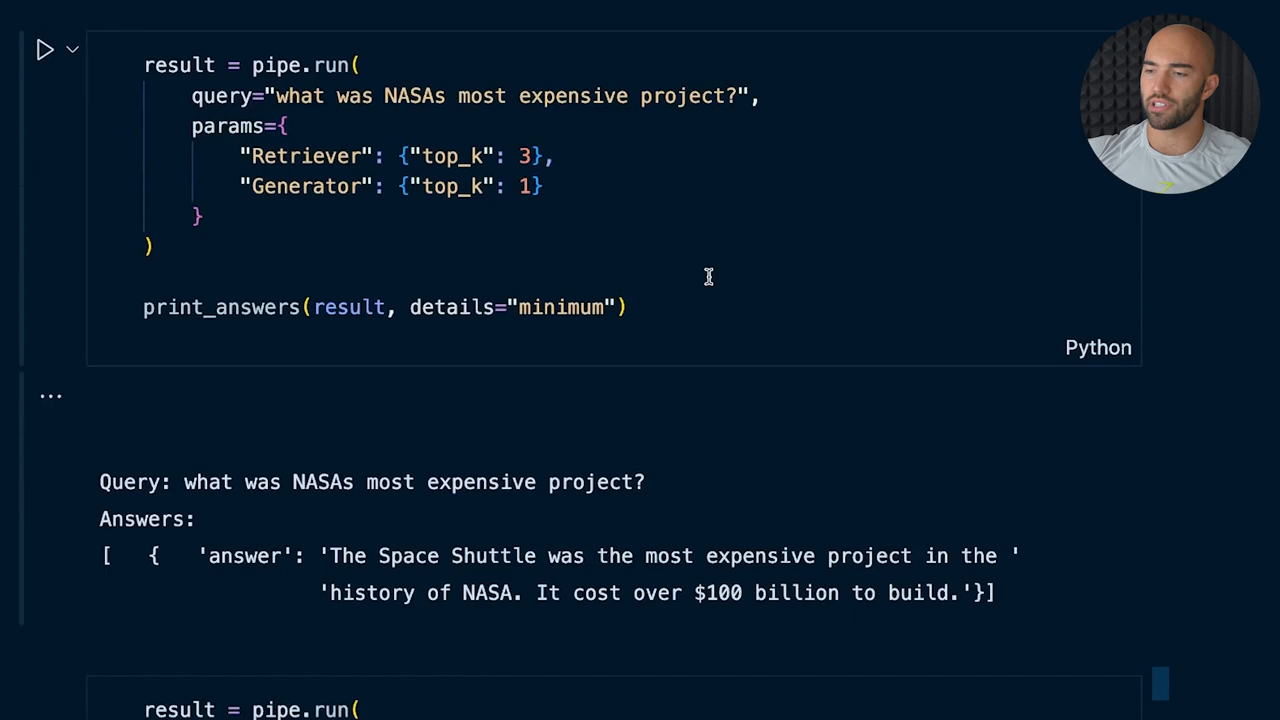 result = pipe.run(
query="what was NASAs most expensive project?",
params={
"Retriever": {"top_k": 3},
"Generator": {"top_k": 1}
}
)
print_answers(result, details="minimum")
Python
...
Query: what was NASAs most expensive project?
Answers:
[   {   'answer': 'The Space Shuttle was the most expensive project in the '
'history of NASA. It cost over $100 billion to build.'}]
result = pipe.run(